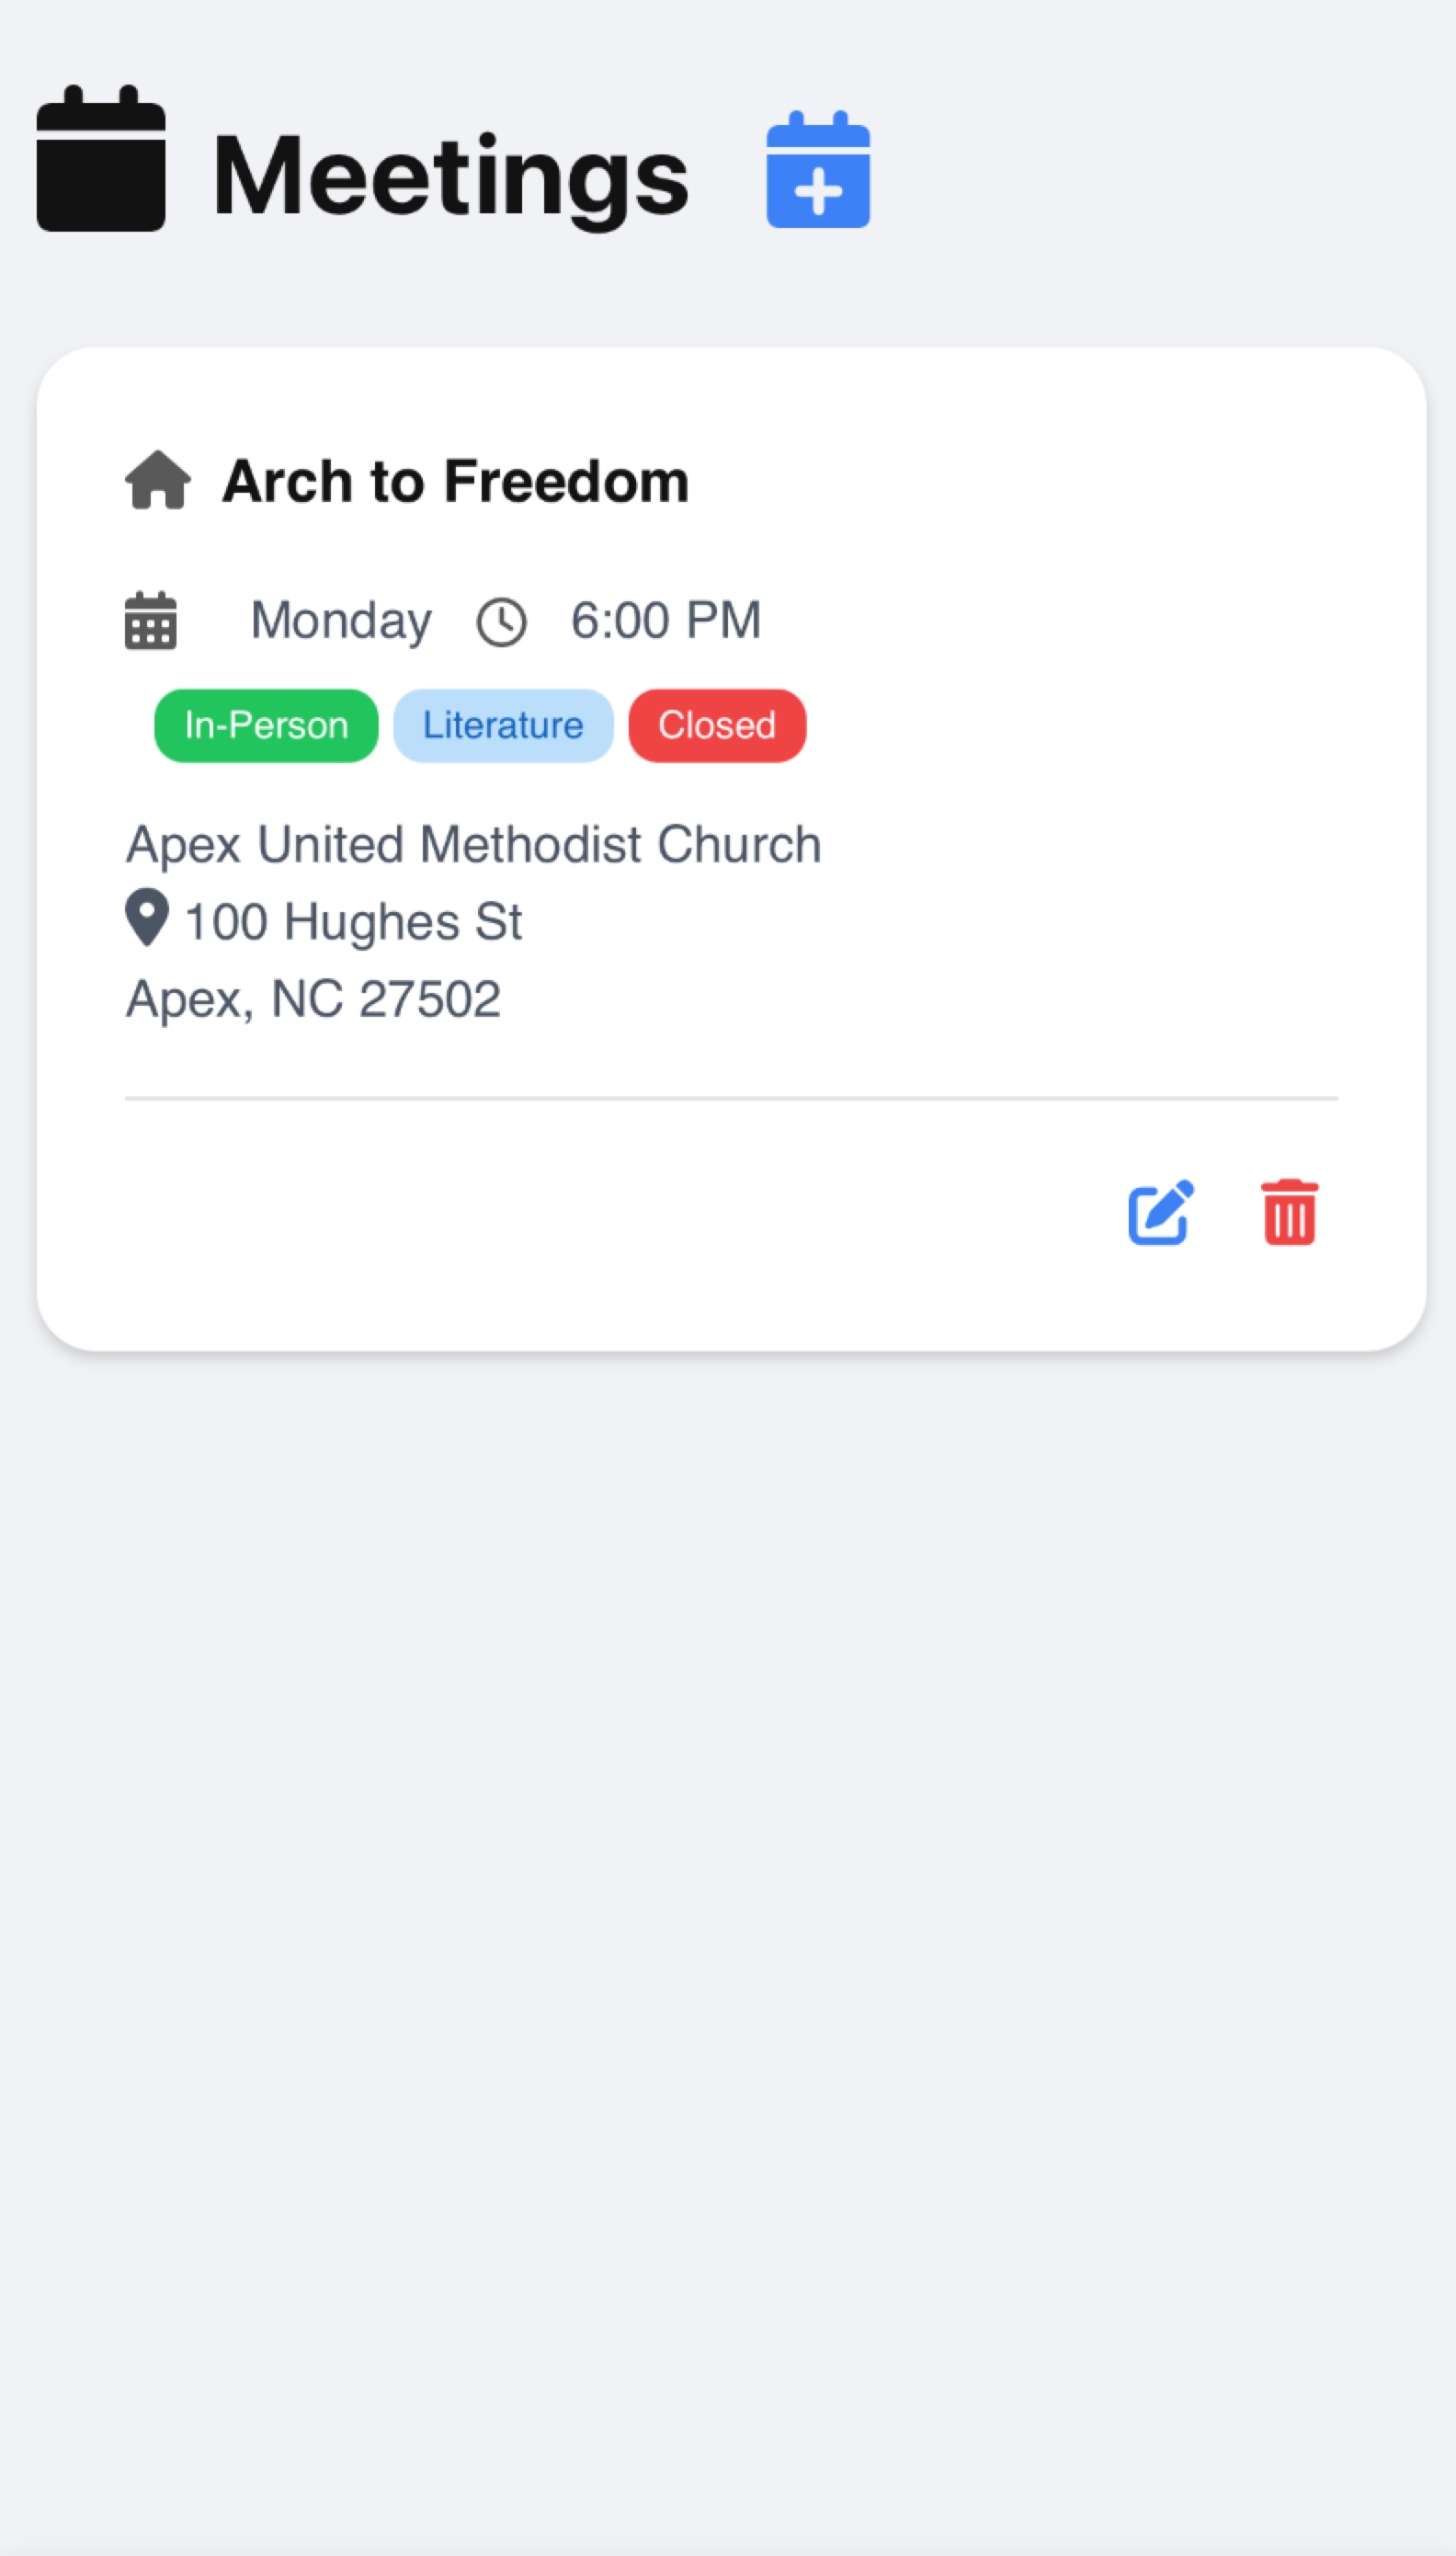 Meetings
Arch to Freedom
Monday 6:00 PM
In-Person Literature Closed
Apex United Methodist Church
100 Hughes St
Apex, NC 27502